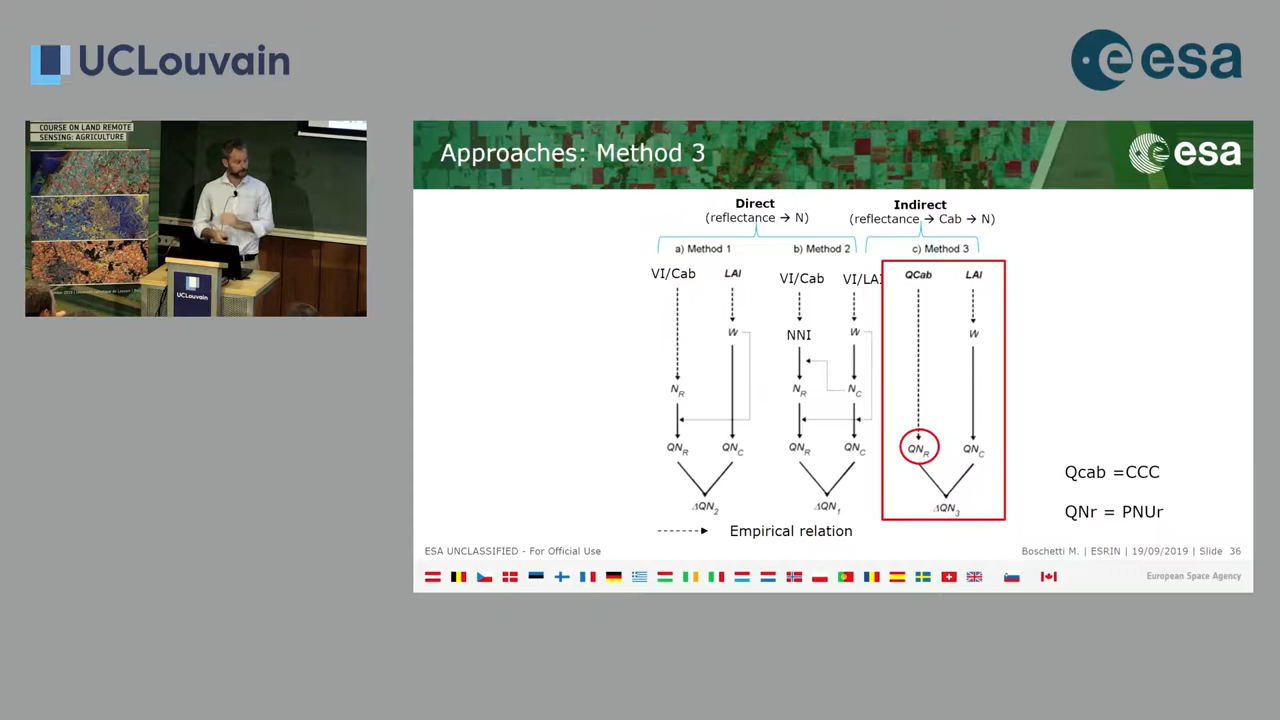 UCLouvain
esa
COURSE ON LAND REMOTE
SENSING: AGRICULTURE
UCLouvain
Approaches: Method 3
esa
Direct
(reflectance → N)
Indirect
(reflectance → Cab → N)
a) Method 1
b) Method 2
c) Method 3
VI/Cab
LAI
VI/Cab
VI/LAI
QCab
LAI
W
NNI
W
W
NR
NR
NC
QNR
QNC
QNR
QNC
QNR
QNC
ΔQN2
ΔQN1
ΔQN3
Qcab =CCC
QNr = PNUr
Empirical relation
ESA UNCLASSIFIED - For Official Use
Boschetti M. | ESRIN | 19/09/2019 | Slide 36
European Space Agency